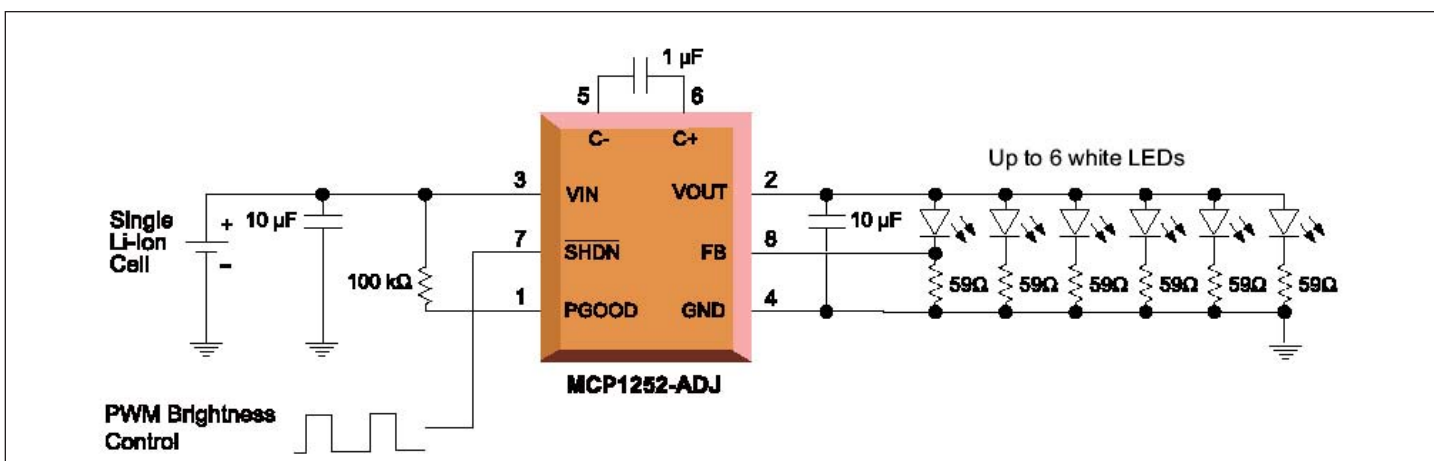 1 µF
5
6
C-
C+
Up to 6 white LEDs
3
VIN
VOUT
2
Single
Li-Ion
Cell
+
–
10 µF
10 µF
7
SHDN
FB
8
100 kΩ
59Ω
59Ω
59Ω
59Ω
59Ω
59Ω
1
PGOOD
GND
4
MCP1252-ADJ
PWM Brightness
Control